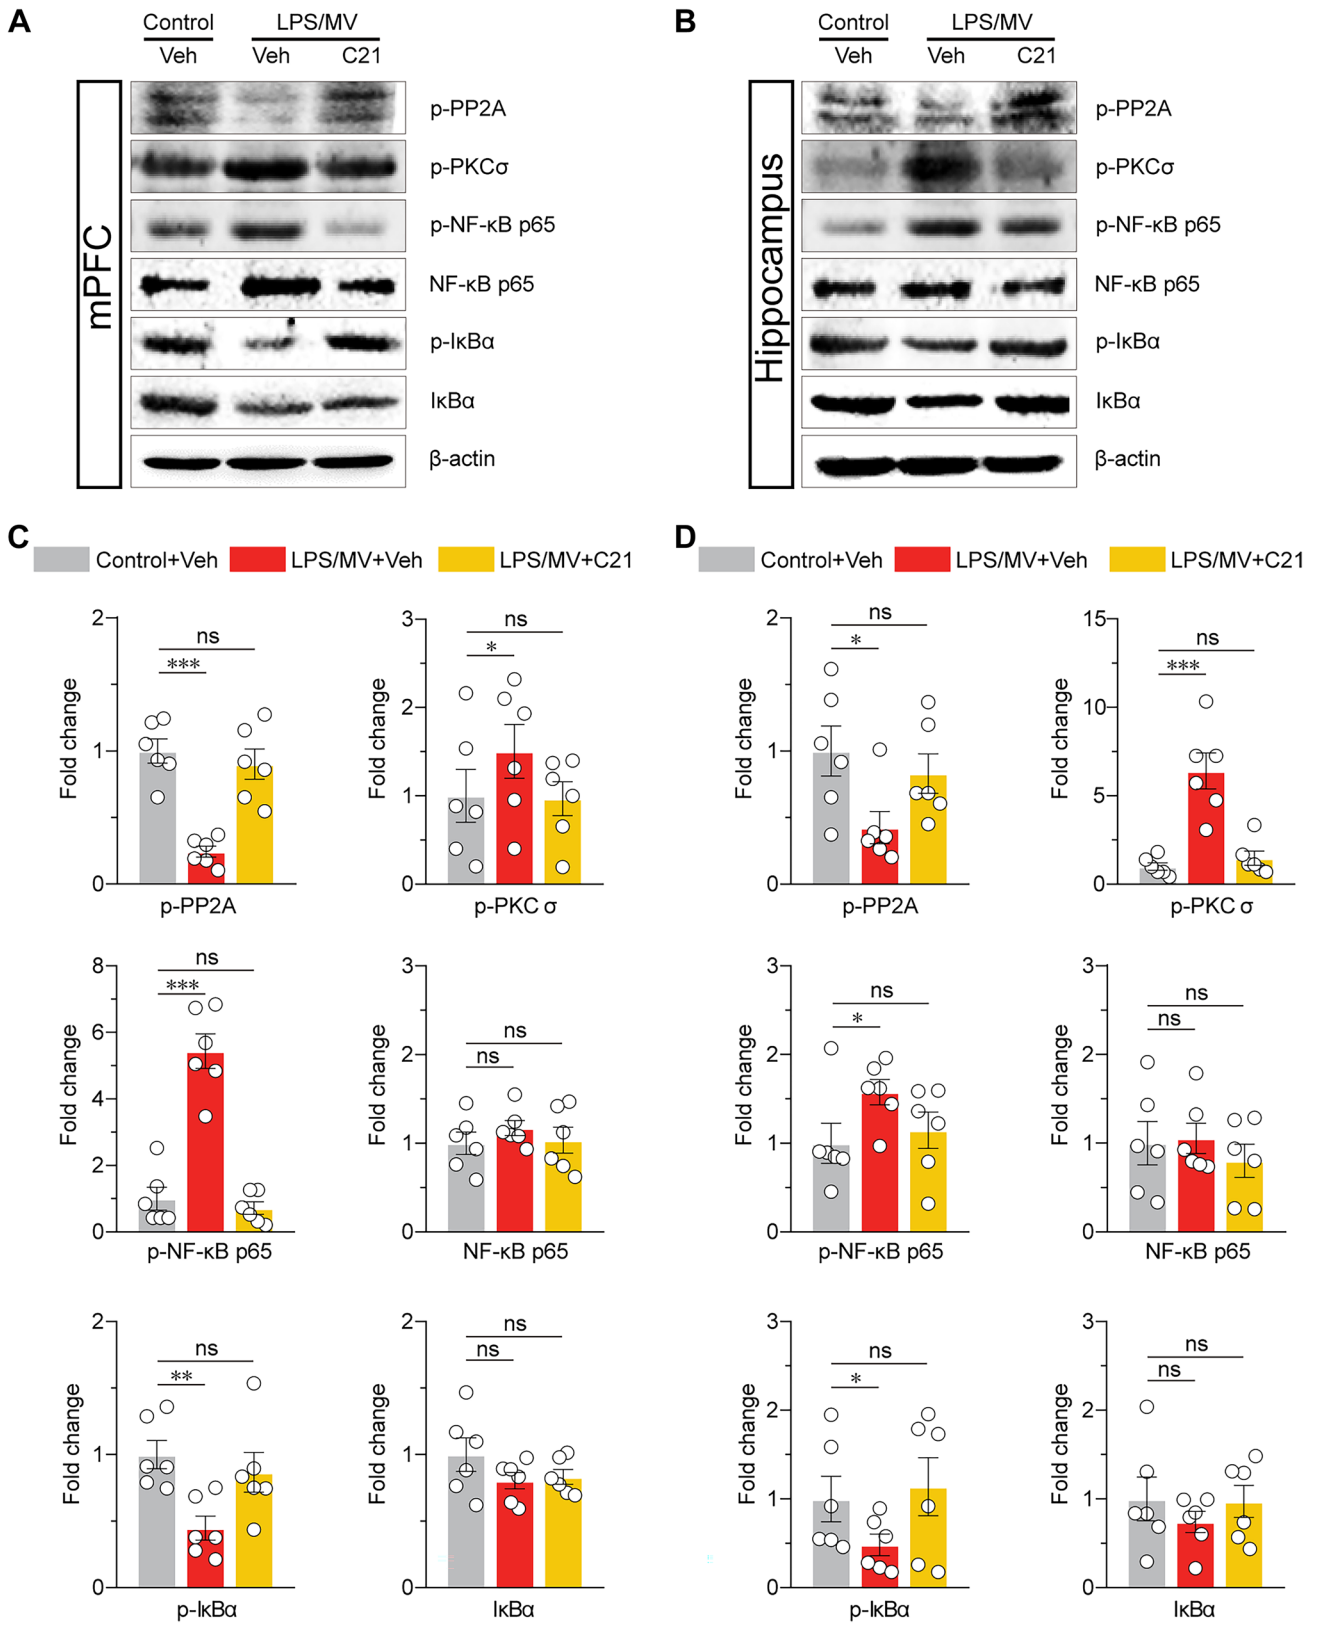 A
Control
LPS/MV
Veh
Veh
C21
mPFC
p-PP2A
p-PKCσ
p-NF-κB p65
NF-κB p65
p-IκBα
IκBα
β-actin
B
Control
LPS/MV
Veh
Veh
C21
Hippocampus
p-PP2A
p-PKCσ
p-NF-κB p65
NF-κB p65
p-IκBα
IκBα
β-actin
C
Control+Veh
LPS/MV+Veh
LPS/MV+C21
Fold change
2
1
0
ns
***
p-PP2A
Fold change
3
2
1
0
ns
*
p-PKC σ
Fold change
8
6
4
2
0
ns
***
p-NF-κB p65
Fold change
3
2
1
0
ns
ns
NF-κB p65
Fold change
2
1
0
ns
**
p-IκBα
Fold change
2
1
0
ns
ns
IκBα
D
Control+Veh
LPS/MV+Veh
LPS/MV+C21
Fold change
2
1
0
ns
*
p-PP2A
Fold change
15
10
5
0
ns
***
p-PKC σ
Fold change
3
2
1
0
ns
*
p-NF-κB p65
Fold change
3
2
1
0
ns
ns
NF-κB p65
Fold change
3
2
1
0
ns
*
p-IκBα
Fold change
3
2
1
0
ns
ns
IκBα